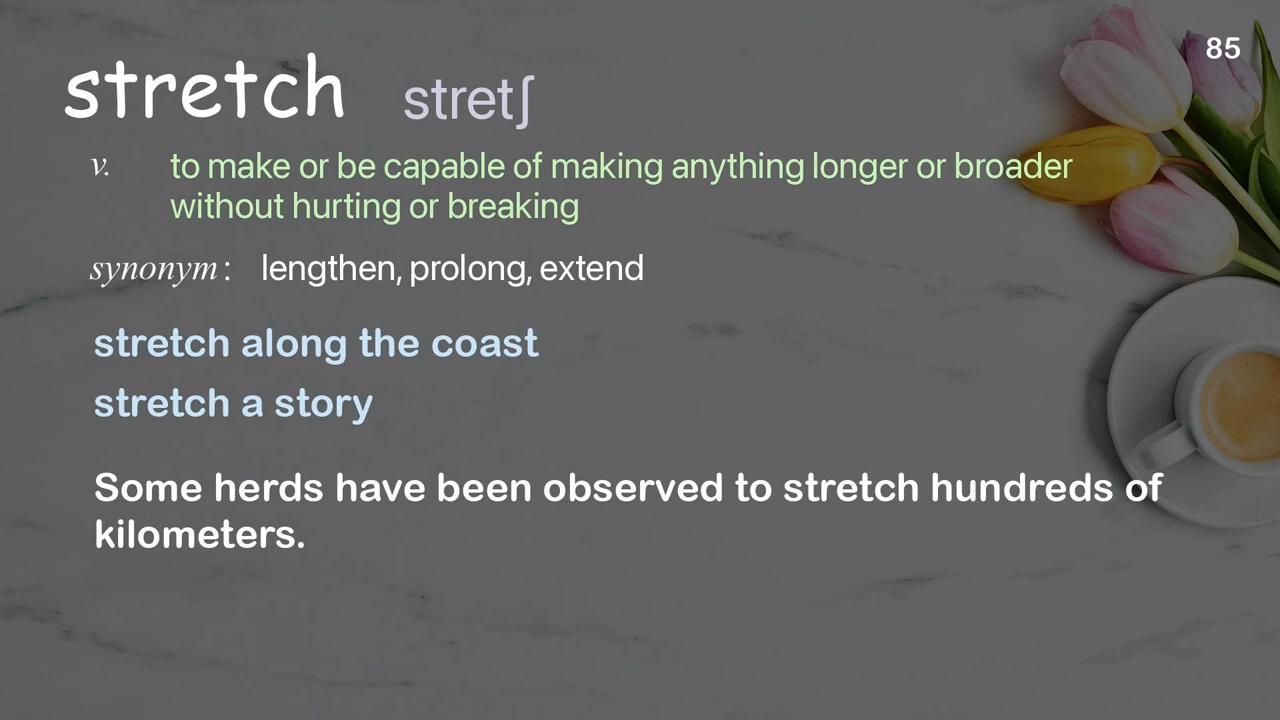 85
stretch stretʃ
v. to make or be capable of making anything longer or broader
without hurting or breaking
synonym : lengthen, prolong, extend
stretch along the coast
stretch a story
Some herds have been observed to stretch hundreds of
kilometers.